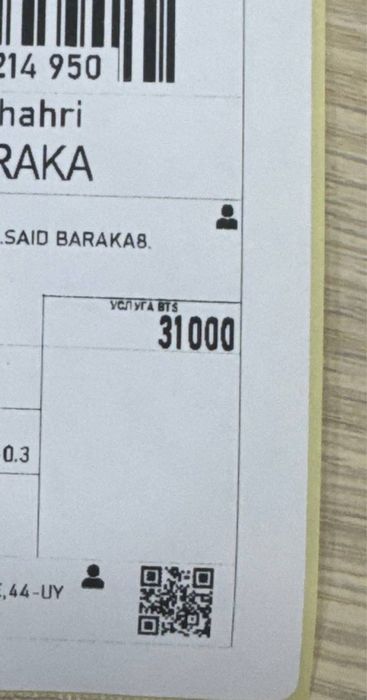 214 950
hahri
RAKA
.SAID BARAKA8.
УСЛУГА BTS
31000
0.3
,44-UY